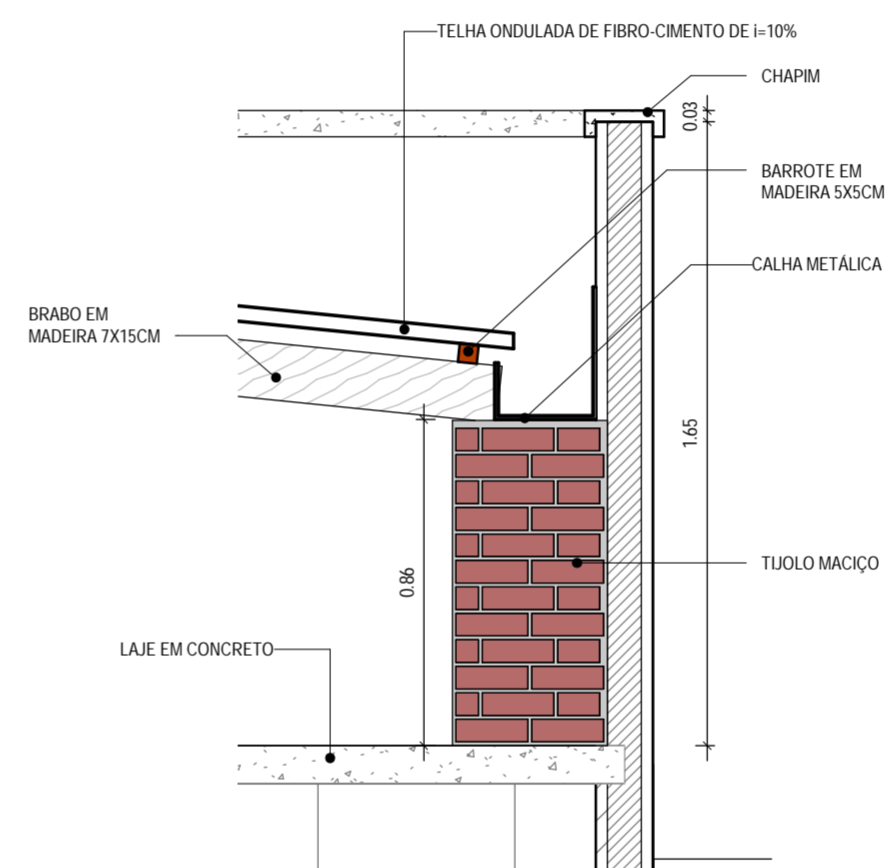 TELHA ONDULADA DE FIBRO-CIMENTO DE i=10%
CHAPIM
0.03
BARROTE EM
MADEIRA 5X5CM
CALHA METÁLICA
BRABO EM
MADEIRA 7X15CM
1.65
TIJOLO MACIÇO
0.86
LAJE EM CONCRETO